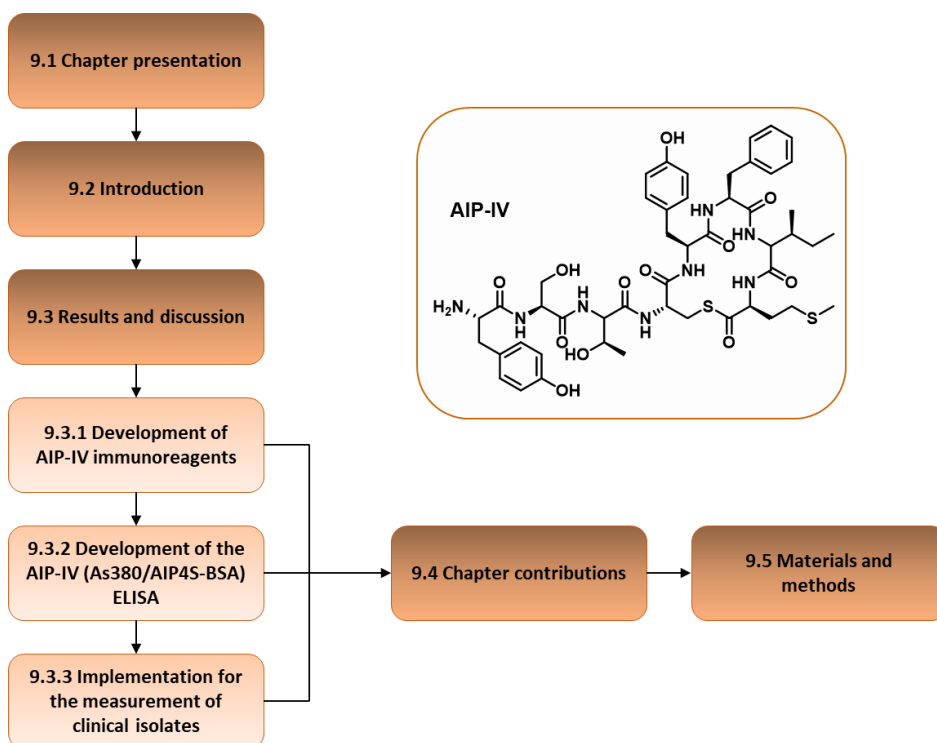 9.1 Chapter presentation
9.2 Introduction
9.3 Results and discussion
9.3.1 Development of
AIP-IV immunoreagents
9.3.2 Development of the
AIP-IV (As380/AIP4S-BSA)
ELISA
9.3.3 Implementation for
the measurement of
clinical isolates
9.4 Chapter contributions
9.5 Materials and
methods
AIP-IV
OH
O
HN
O
HN
O
O
NH
O
HN
S
O
S
H2N
O
N
H
OH
O
H
N
HO
O
N
H
OH